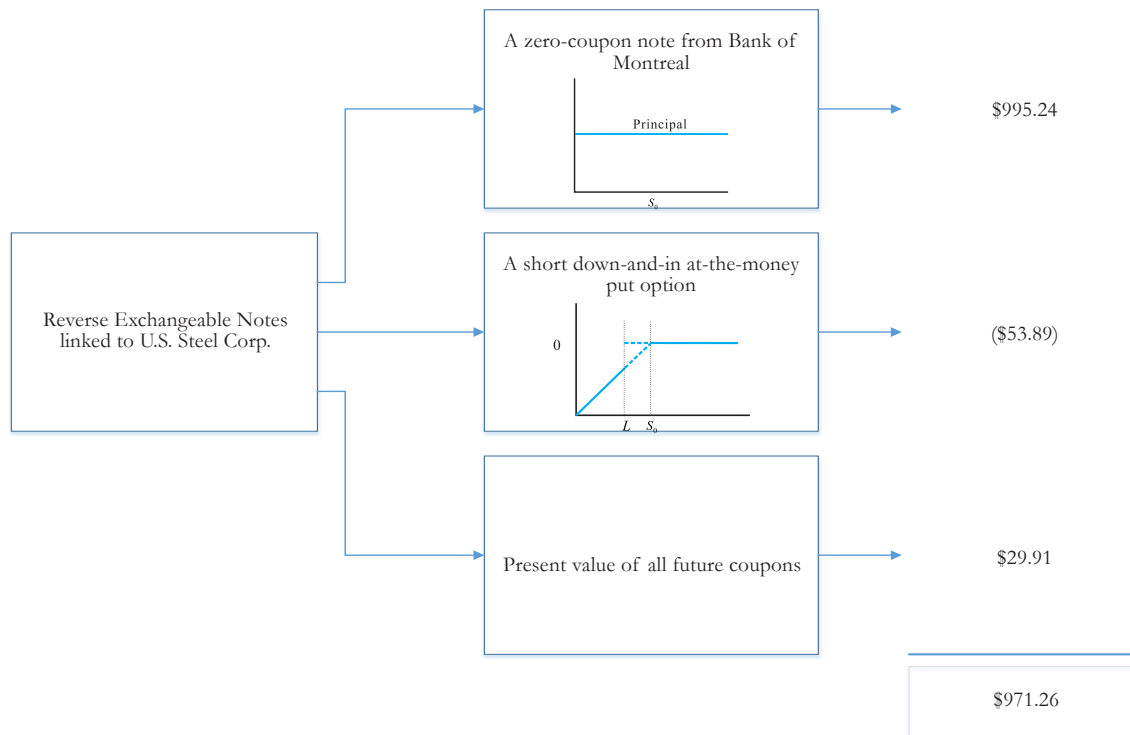 A zero-coupon note from Bank of
Montreal
Principal
S₀
$995.24
Reverse Exchangeable Notes
linked to U.S. Steel Corp.
A short down-and-in at-the-money
put option
0
L S₀
($53.89)
Present value of all future coupons
$29.91
$971.26